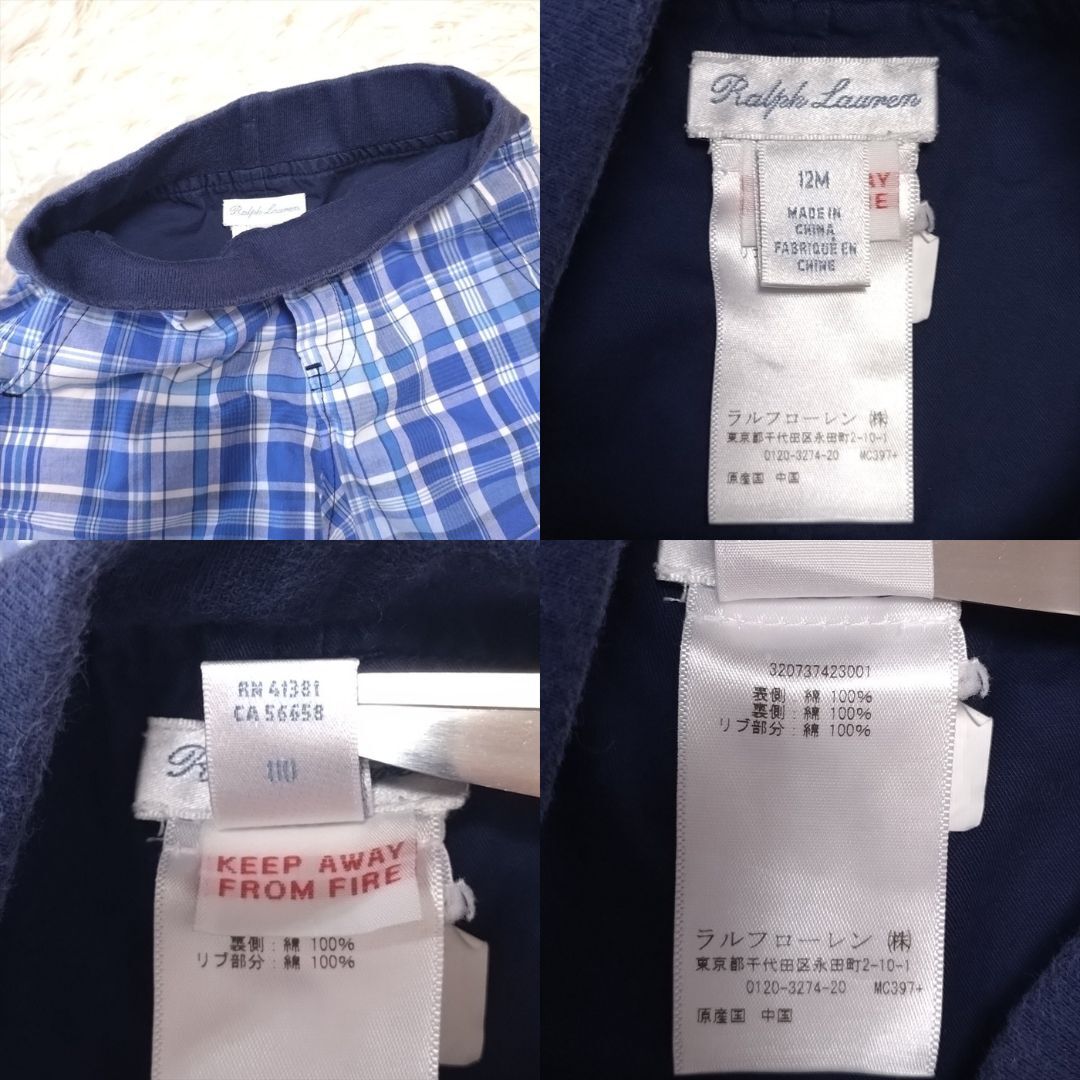 Ralph Lauren
Ralph Lauren
12M
AY
E
MADE IN
CHINA
FABRIQUÉ EN
CHINE
ラルフローレン ㈱
東京都千代田区永田町2-10-1
0120-3274-20 MC397+
原産国 中国
RN 41381
CA 56658
KEEP AWAY
FROM FIRE
裏側:綿 100%
リブ部分:綿 100%
320737423001
表側:綿 100%
裏側:綿 100%
リブ部分:綿 100%
ラルフローレン ㈱
東京都千代田区永田町2-10-1
0120-3274-20 MC397+
原産国 中国